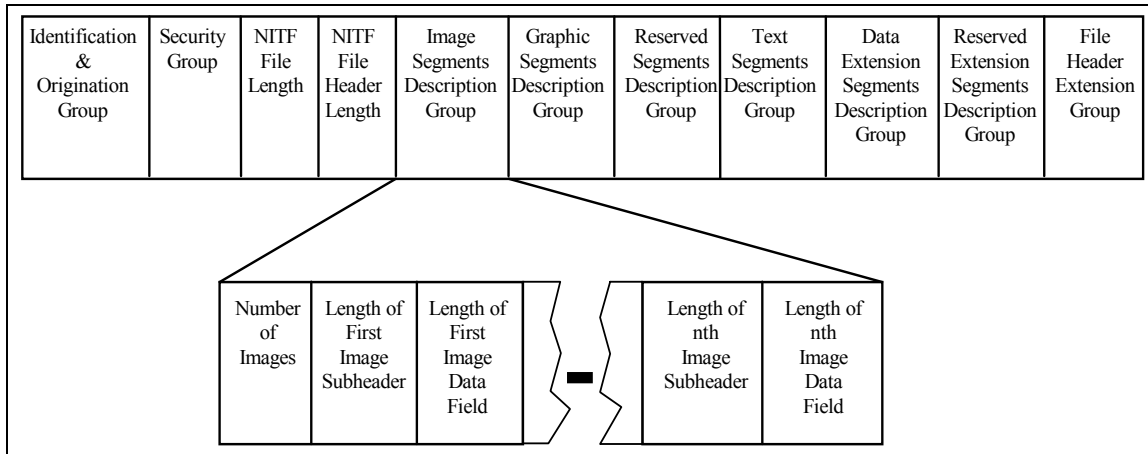 Identification
&
Origination
Group
Security
Group
NITF
File
Length
NITF
File
Header
Length
Image
Segments
Description
Group
Graphic
Segments
Description
Group
Reserved
Segments
Description
Group
Text
Segments
Description
Group
Data
Extension
Segments
Description
Group
Reserved
Extension
Segments
Description
Group
File
Header
Extension
Group
Number
of
Images
Length of
First
Image
Subheader
Length of
First
Image
Data
Field
Length of
nth
Image
Subheader
Length of
nth
Image
Data
Field